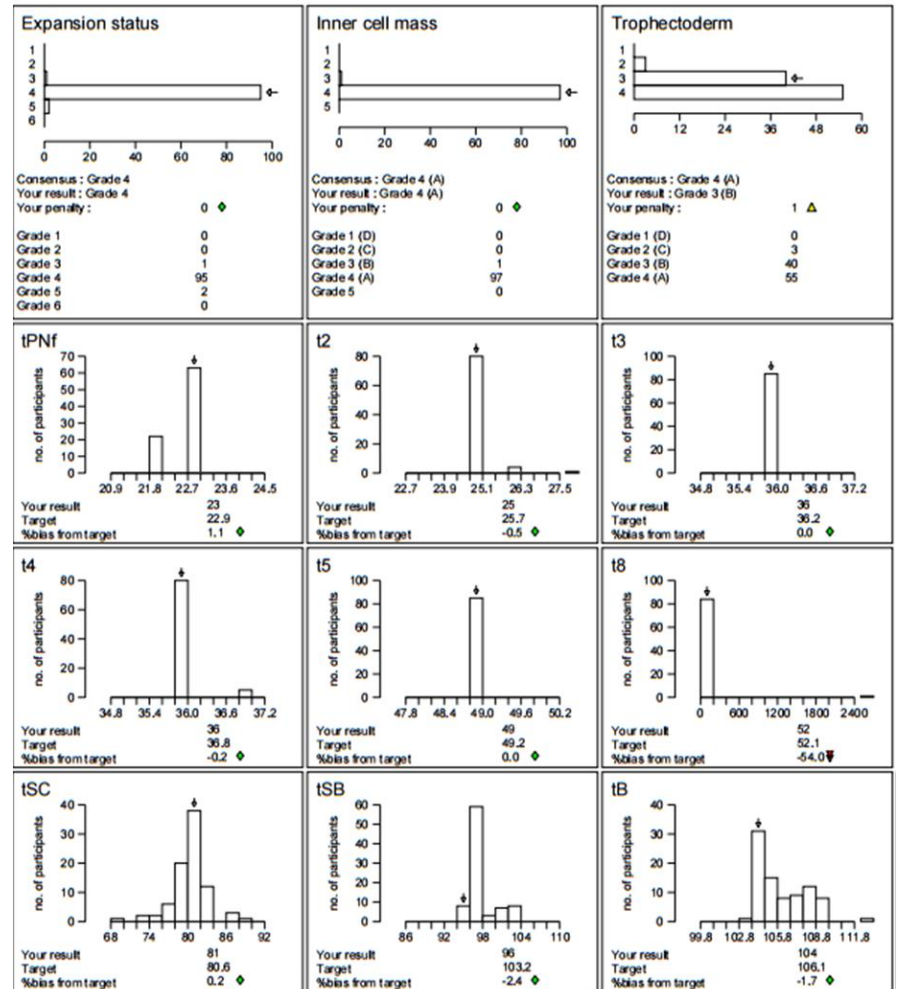 Expansion status
1
2
3
4
5
6
0 20 40 60 80 100
Consensus : Grade 4
Your result : Grade 4
Your penalty : 0
Grade 1 0
Grade 2 0
Grade 3 1
Grade 4 95
Grade 5 2
Grade 6 0
Inner cell mass
1
2
3
4
5
0 20 40 60 80 100
Consensus : Grade 4 (A)
Your result : Grade 4 (A)
Your penalty : 0
Grade 1 (D) 0
Grade 2 (C) 0
Grade 3 (B) 1
Grade 4 (A) 97
Grade 5 0
Trophectoderm
1
2
3
4
0 12 24 36 48 60
Consensus : Grade 4 (A)
Your result : Grade 3 (B)
Your penalty : 1
Grade 1 (D) 0
Grade 2 (C) 3
Grade 3 (B) 40
Grade 4 (A) 55
tPNf
no. of participants
70
60
50
40
30
20
10
0
20.9 21.8 22.7 23.6 24.5
Your result 23
Target 22.9
%bias from target 1.1
t2
no. of participants
80
60
40
20
0
22.7 23.9 25.1 26.3 27.5
Your result 25
Target 25.7
%bias from target -0.5
t3
no. of participants
100
80
60
40
20
0
34.8 35.4 36.0 36.6 37.2
Your result 36
Target 36.2
%bias from target 0.0
t4
no. of participants
80
60
40
20
0
34.8 35.4 36.0 36.6 37.2
Your result 36
Target 36.8
%bias from target -0.2
t5
no. of participants
100
80
60
40
20
0
47.8 48.4 49.0 49.6 50.2
Your result 49
Target 49.2
%bias from target 0.0
t8
no. of participants
100
80
60
40
20
0
0 600 1200 1800 2400
Your result 52
Target 52.1
%bias from target -54.0
tSC
no. of participants
40
30
20
10
0
68 74 80 86 92
Your result 81
Target 80.6
%bias from target 0.2
tSB
no. of participants
60
50
40
30
20
10
0
86 92 98 104 110
Your result 96
Target 103.2
%bias from target -2.4
tB
no. of participants
40
30
20
10
0
99.8 102.8 105.8 108.8 111.8
Your result 104
Target 106.1
%bias from target -1.7